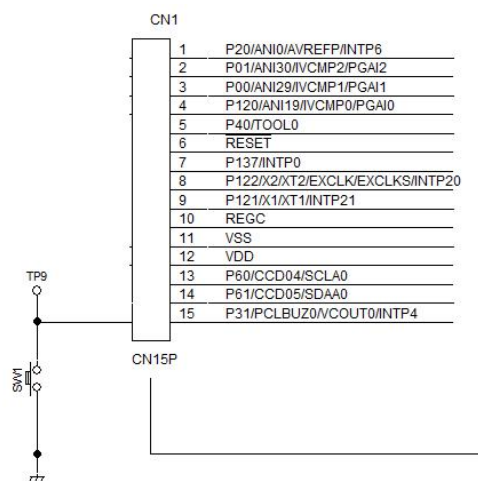 CN1
1 P20/ANI0/AVREFP/INTP6
2 P01/ANI30/IVCMP2/PGAI2
3 P00/ANI29/IVCMP1/PGAI1
4 P120/ANI19/IVCMP0/PGAI0
5 P40/TOOL0
6 RESET
7 P137/INTP0
8 P122/X2/XT2/EXCLK/EXCLKS/INTP20
9 P121/X1/XT1/INTP21
10 REGC
11 VSS
12 VDD
13 P60/CCD04/SCLA0
14 P61/CCD05/SDAA0
15 P31/PCLBUZ0/VCOUT0/INTP4
TP9
CN15P
SW1